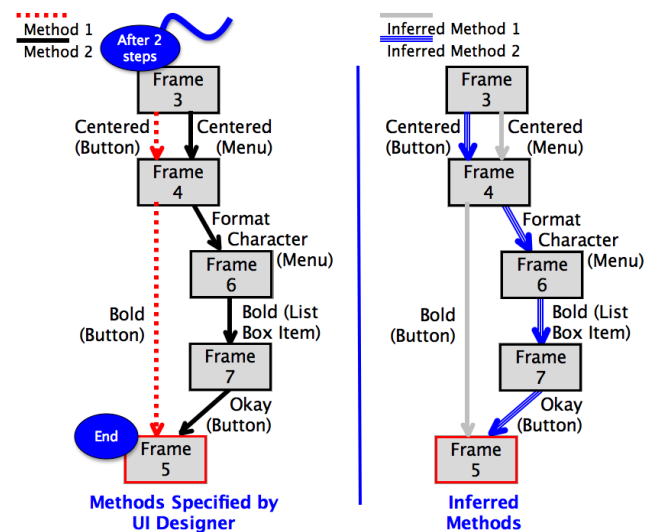 Method 1
Method 2
After 2
steps
Frame
3
Centered
(Button)
Centered
(Menu)
Frame
4
Format
Character
(Menu)
Frame
6
Bold
(Button)
Bold (List
Box Item)
Frame
7
Okay
(Button)
End
Frame
5
Methods Specified by
UI Designer
Inferred Method 1
Inferred Method 2
Frame
3
Centered
(Button)
Centered
(Menu)
Frame
4
Format
Character
(Menu)
Frame
6
Bold
(Button)
Bold (List
Box Item)
Frame
7
Okay
(Button)
Frame
5
Inferred
Methods